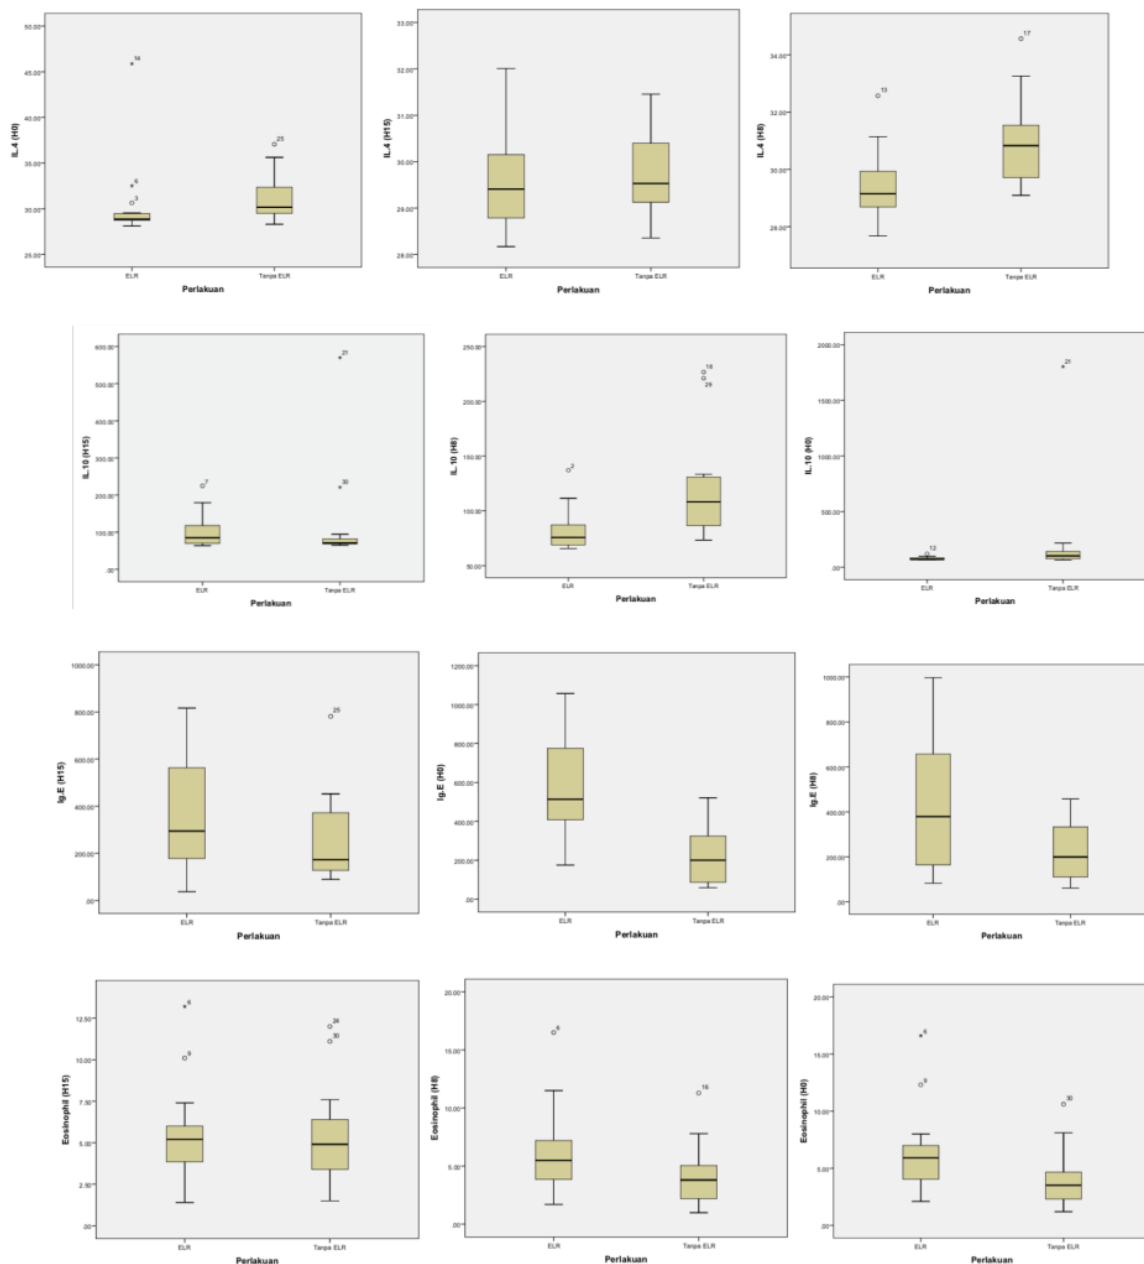 IL.4 (H0)
50.00
45.00
40.00
35.00
30.00
25.00
14
6
3
25
ELR Tanpa ELR
Perlakuan
IL.4 (H15)
33.00
32.00
31.00
30.00
29.00
28.00
ELR Tanpa ELR
Perlakuan
IL.4 (H8)
34.00
32.00
30.00
28.00
13
17
ELR Tanpa ELR
Perlakuan
IL.10 (H15)
600.00
500.00
400.00
300.00
200.00
100.00
.00
7
21
30
ELR Tanpa ELR
Perlakuan
IL.10 (H8)
250.00
200.00
150.00
100.00
50.00
2
18
29
ELR Tanpa ELR
Perlakuan
IL.10 (H0)
2000.00
1500.00
1000.00
500.00
.00
12
21
ELR Tanpa ELR
Perlakuan
Ig.E (H15)
1000.00
800.00
600.00
400.00
200.00
.00
25
ELR Tanpa ELR
Perlakuan
Ig.E (H0)
1200.00
1000.00
800.00
600.00
400.00
200.00
.00
ELR Tanpa ELR
Perlakuan
Ig.E (H8)
1000.00
800.00
600.00
400.00
200.00
.00
ELR Tanpa ELR
Perlakuan
Eosinophil (H15)
12.50
10.00
7.50
5.00
2.50
.00
6
9
24
30
ELR Tanpa ELR
Perlakuan
Eosinophil (H8)
20.00
15.00
10.00
5.00
.00
6
16
ELR Tanpa ELR
Perlakuan
Eosinophil (H0)
20.00
15.00
10.00
5.00
.00
6
9
30
ELR Tanpa ELR
Perlakuan